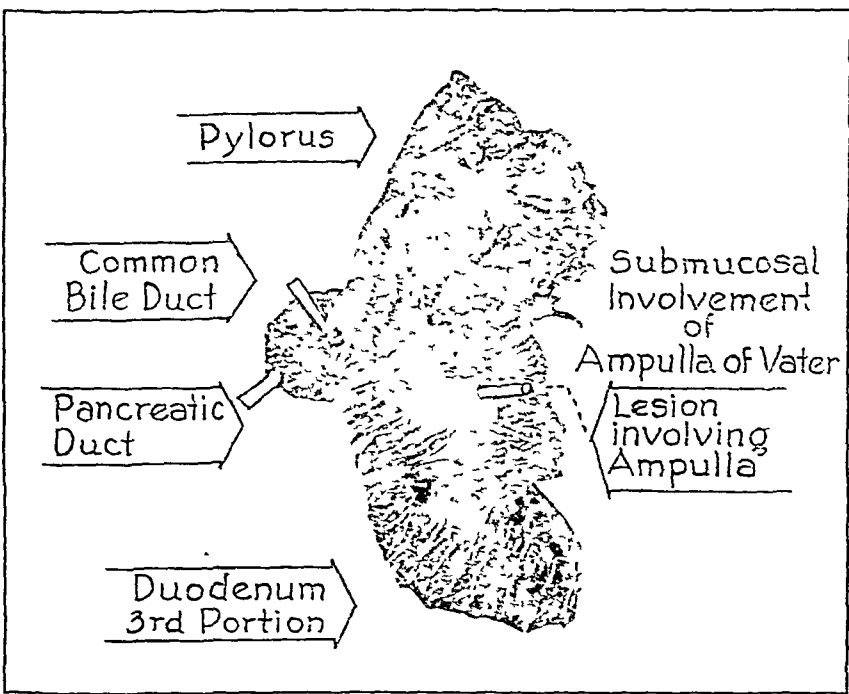 Pylorus
Common
Bile Duct
Pancreatic
Duct
Duodenum
3rd Portion
Submucosal
Involvement
of
Ampulla of Vater
Lesion
involving
Ampulla